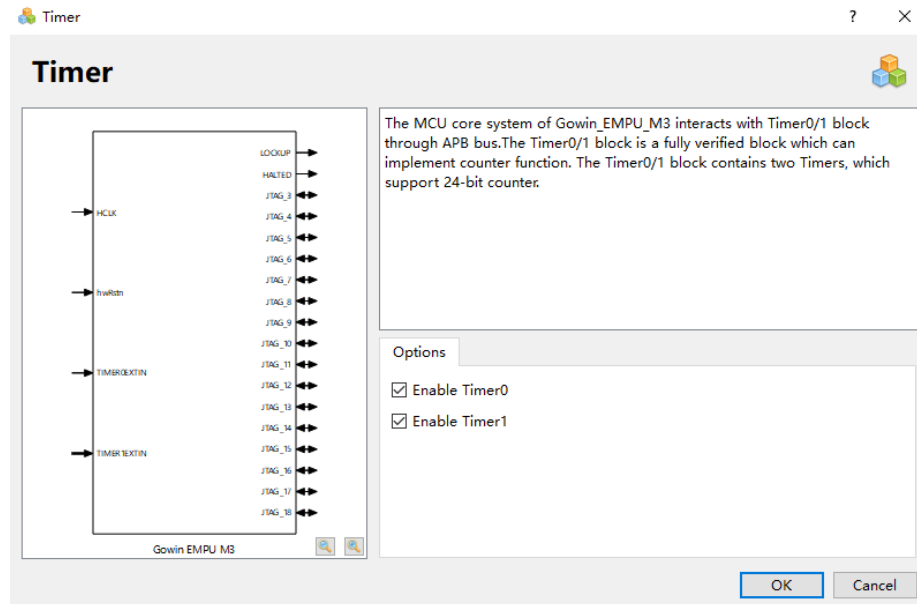 Timer
?
Timer
The MCU core system of Gowin_EMPU_M3 interacts with Timer0/1 block
through APB bus.The Timer0/1 block is a fully verified block which can
implement counter function. The Timer0/1 block contains two Timers, which
support 24-bit counter.
LOCKUP
HALTED
JTAG_3
HCLK
JTAG_4
JTAG_5
JTAG_6
JTAG_7
hwRstn
JTAG_8
JTAG_9
JTAG_10
JTAG_11
TIMER0EXTIN
JTAG_12
JTAG_13
JTAG_14
JTAG_15
TIMER1EXTIN
JTAG_16
JTAG_17
JTAG_18
Gowin EMPU M3
Options
Enable Timer0
Enable Timer1
OK
Cancel